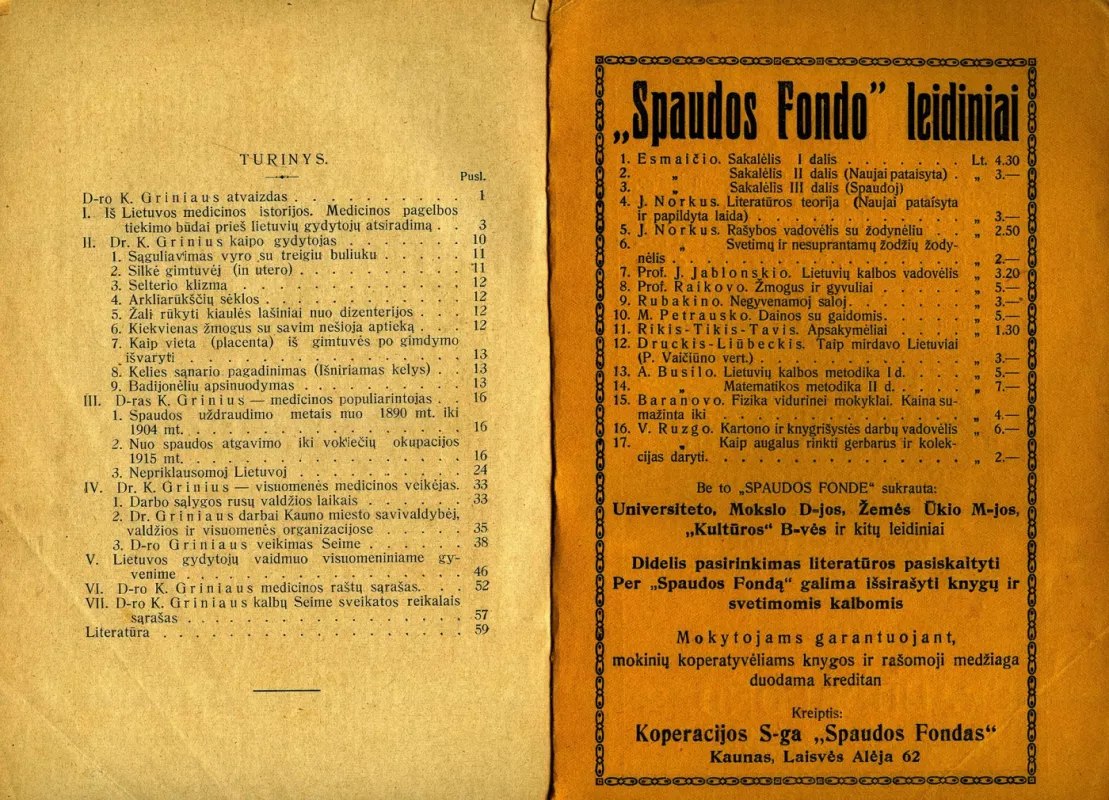 TURINYS.
Pusl.
D-ro K. Griniaus atvaizdas . . . . . . . . . . 1
I. Iš Lietuvos medicinos istorijos. Medicinos pagelbos
tiekimo būdai prieš lietuvių gydytojų atsiradimą . . 3
II. Dr. K. Grinius kaipo gydytojas . . . . . . . 10
1. Sąguliavimas vyro su treigiu buliuku . . . . . 11
2. Silkė gimtuvėj (in utero) . . . . . . . . . . 11
3. Selterio klizma . . . . . . . . . . . . . 12
4. Arkliarūkščių sėklos . . . . . . . . . . . 12
5. Žali rūkyti kiaulės lašiniai nuo dizenterijos . . . 12
6. Kiekvienas žmogus su savim nešioja aptieką . . . 12
7. Kaip vieta (placenta) iš gimtuvės po gimdymo
išvaryti . . . . . . . . . . . . . . . . 13
8. Kelies sąnario pagadinimas (Išniriamas kelys) . . 13
9. Badijonėliu apsinuodymas . . . . . . . . . 13
III. D-ras K. Grinius — medicinos populiarintojas . . 16
1. Spaudos uždraudimo metais nuo 1890 mt. iki
1904 mt. . . . . . . . . . . . . . . . . 16
2. Nuo spaudos atgavimo iki vokiečių okupacijos
1915 mt. . . . . . . . . . . . . . . . . 16
3. Nepriklausomoj Lietuvoj . . . . . . . . . . 24
IV. Dr. K. Grinius — visuomenės medicinos veikėjas. 33
1. Darbo sąlygos rusų valdžios laikais . . . . . . 33
2. Dr. Griniaus darbai Kauno miesto savivaldybėj,
valdžios ir visuomenės organizacijose . . . . . 35
3. D-ro Griniaus veikimas Seime . . . . . . . 38
V. Lietuvos gydytojų vaidmuo visuomeniniame gy-
venime . . . . . . . . . . . . . . . . 46
VI. D-ro K. Griniaus medicinos raštų sąrašas. . . 52
VII. D-ro K. Griniaus kalbų Seime sveikatos reikalais
sąrašas . . . . . . . . . . . . . . . . 57
Literatūra . . . . . . . . . . . . . . . . . 59
„Spaudos Fondo” leidiniai
1. Esmaičio. Sakalėlis I dalis . . . . . . . Lt. 4.30
2. „ Sakalėlis II dalis (Naujai pataisyta) . „ 3.—
3. „ Sakalėlis III dalis (Spaudoj)
4. J. Norkus. Literatūros teorija (Naujai pataisyta
ir papildyta laida) . . . . . . . . . . . . „ 3.—
5. J. Norkus. Rašybos vadovėlis su žodynėliu . . „ 2.50
6. „ Svetimų ir nesuprantamų žodžių žody-
nėlis . . . . . . . . . . . . . . . . . „ 2.—
7. Prof. J. Jablonskio. Lietuvių kalbos vadovėlis „ 3.20
8. Prof. Raikovo. Žmogus ir gyvuliai . . . . . „ 5.—
9. Rubakino. Negyvenamoj saloj. . . . . . . . „ 3.—
10. M. Petrausko. Dainos su gaidomis. . . . . . „ 5.—
11. Rikis-Tikis-Tavis. Apsakymėliai . . . . . „ 1.30
12. Druckis-Liūbeckis. Taip mirdavo Lietuviai
(P. Vaičiūno vert.) . . . . . . . . . . . . „ 3.—
13. A. Busilo. Lietuvių kalbos metodika I d. . . . „ 5.—
14. „ Matematikos metodika II d. . . . . „ 7.—
15. Baranovo. Fizika vidurinei mokyklai. Kaina su-
mažinta iki . . . . . . . . . . . . . . . „ 4.—
16. V. Ruzgo. Kartono ir knygrišystės darbų vadovėlis „ 6.—
17. „ Kaip augalus rinkti gerbarus ir kolek-
cijas daryti. . . . . . . . . . . . . . . „ 2.—
Be to „SPAUDOS FONDE“ sukrauta:
Universiteto, Mokslo D-jos, Žemės Ūkio M-jos,
„Kultūros“ B-vės ir kitų leidiniai
Didelis pasirinkimas literatūros pasiskaityti
Per „Spaudos Fondą“ galima išsirašyti knygų ir
svetimomis kalbomis
Mokytojams garantuojant,
mokinių koperatyvėliams knygos ir rašomoji medžiaga
duodama kreditan
Kreiptis:
Koperacijos S-ga „Spaudos Fondas“
Kaunas, Laisvės Alėja 62